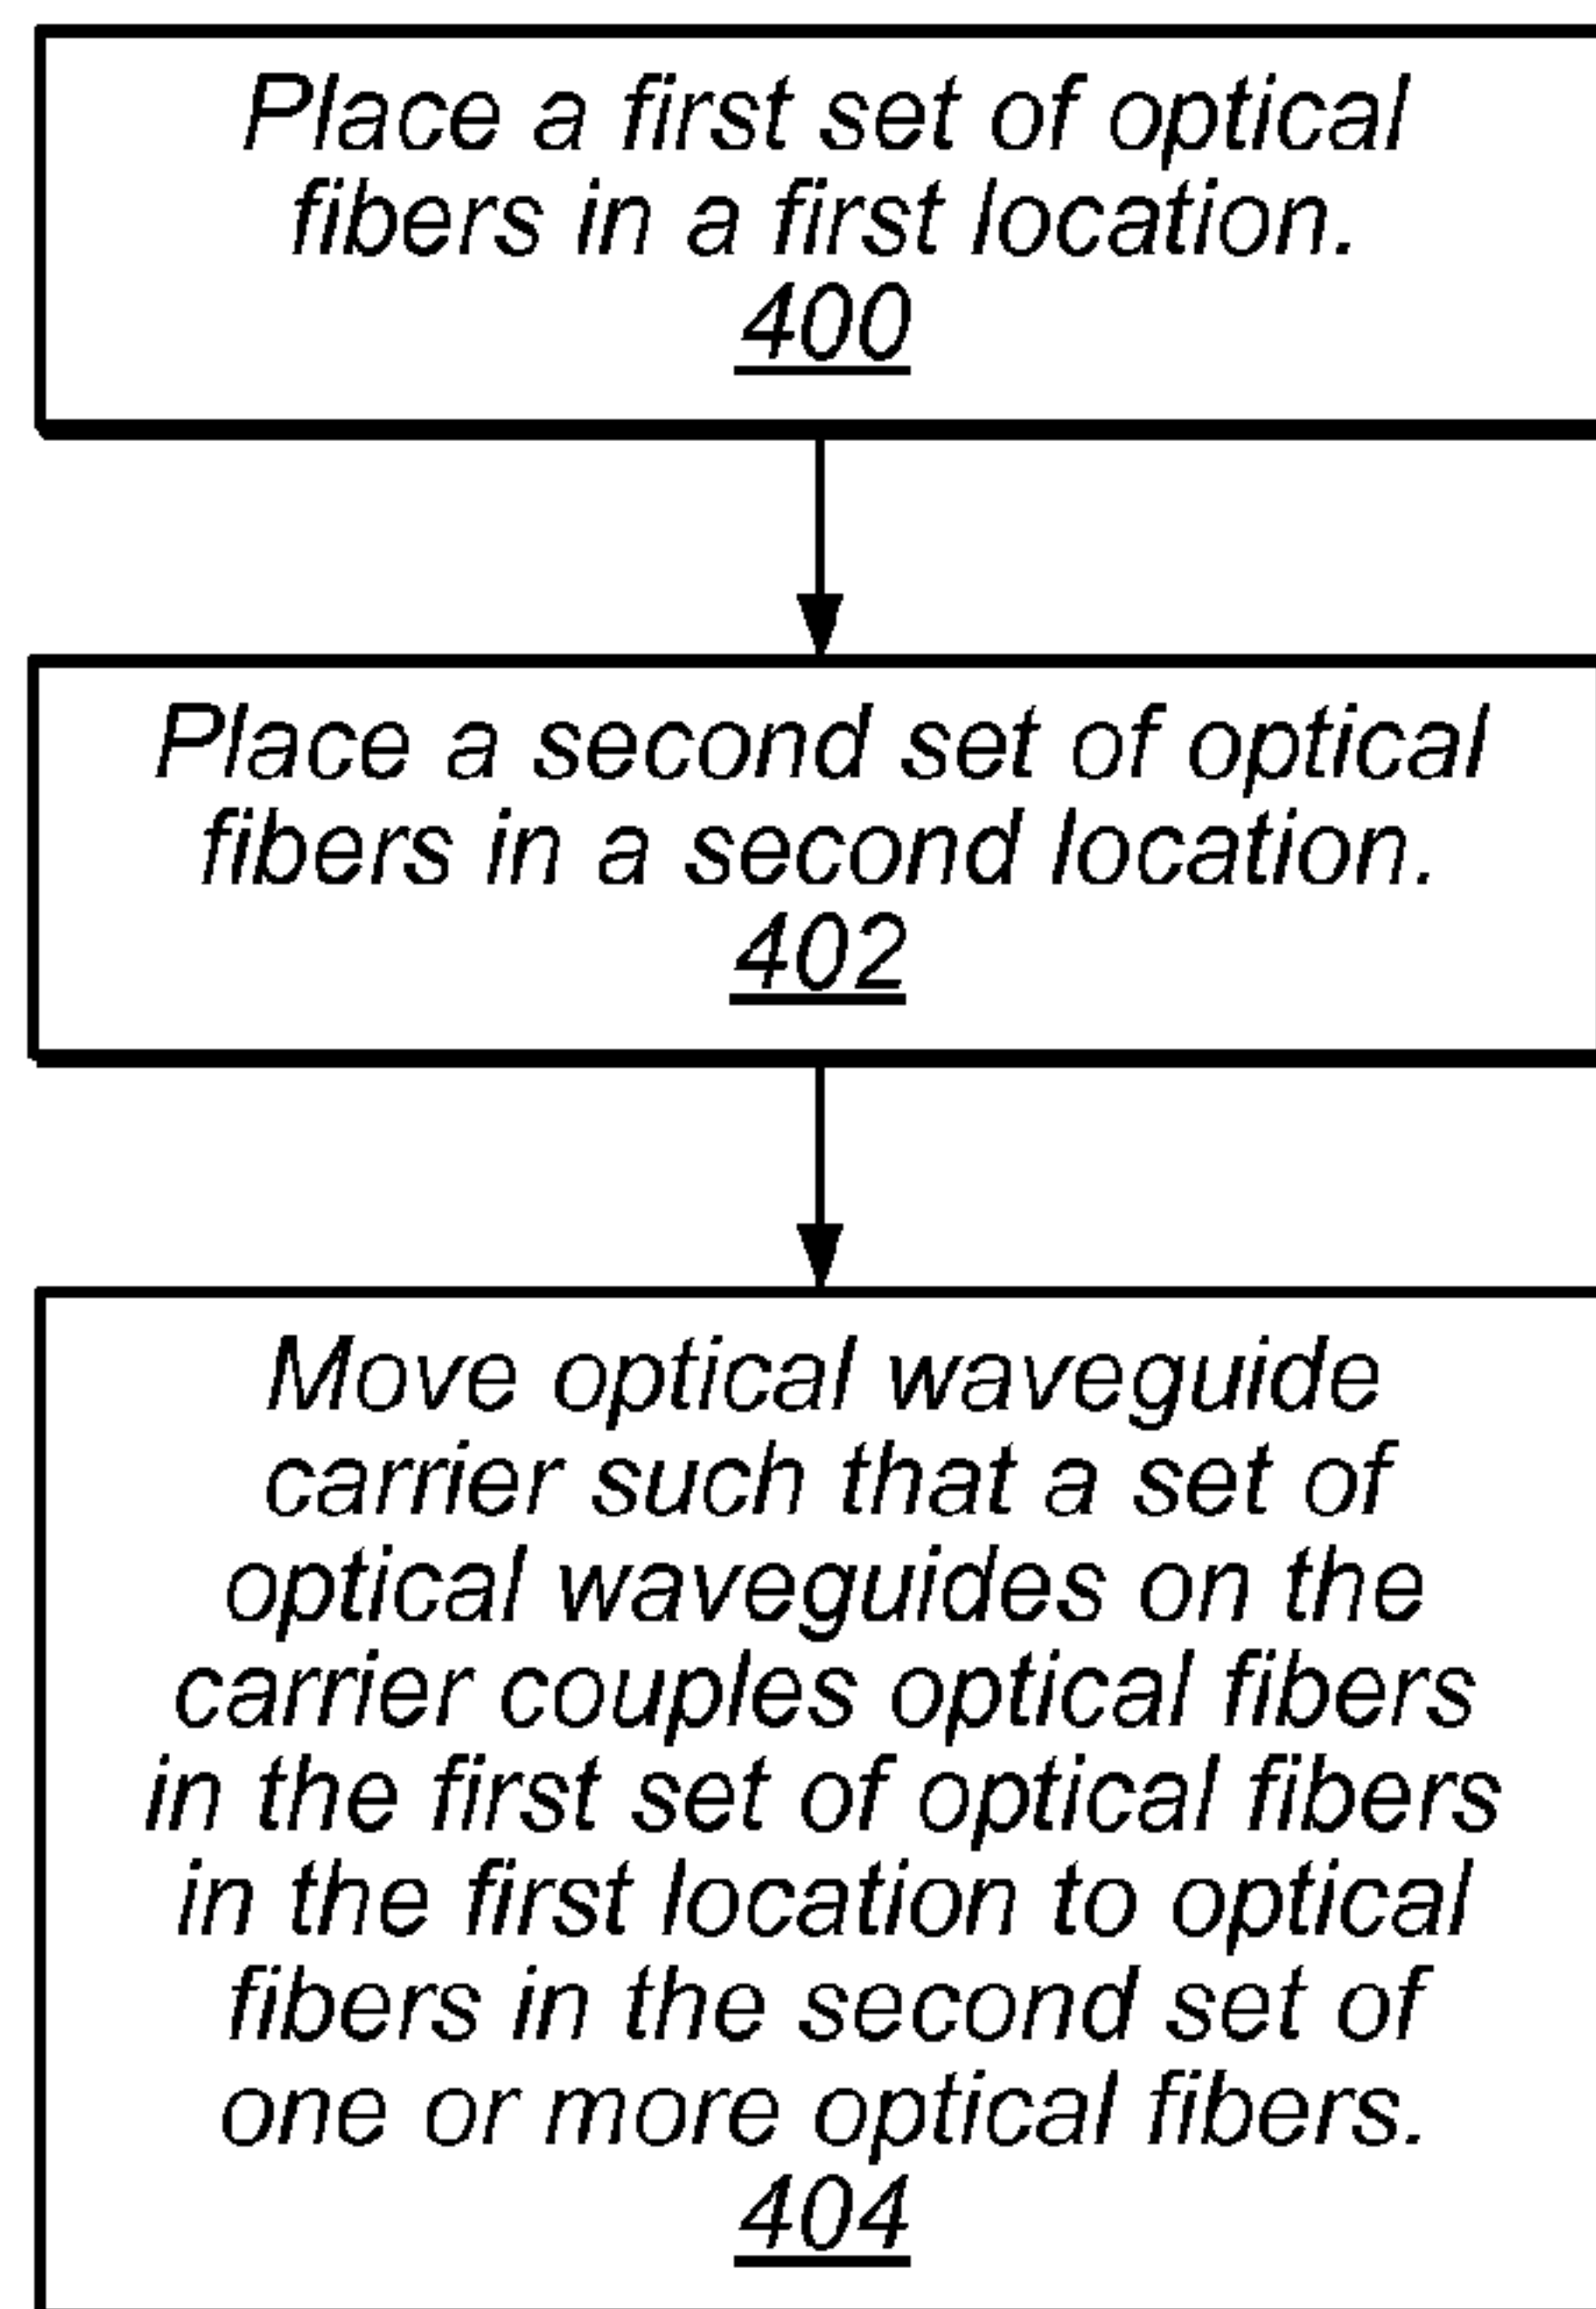 Place a first set of optical
fibers in a first location.
400
Place a second set of optical
fibers in a second location.
402
Move optical waveguide
carrier such that a set of
optical waveguides on the
carrier couples optical fibers
in the first set of optical fibers
in the first location to optical
fibers in the second set of
one or more optical fibers.
404